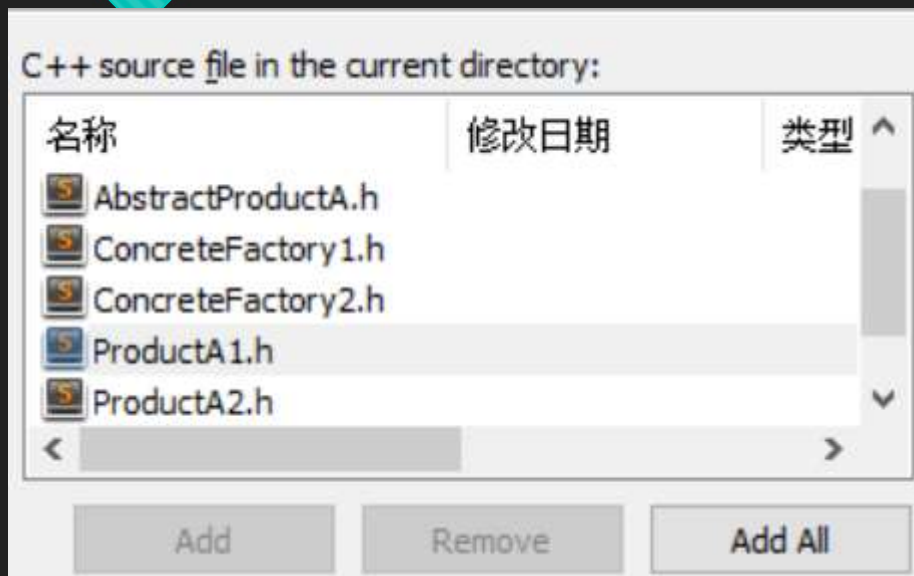 C++ source file in the current directory:
名称 修改日期 类型
AbstractProductA.h
ConcreteFactory1.h
ConcreteFactory2.h
ProductA1.h
ProductA2.h
Add Remove Add All